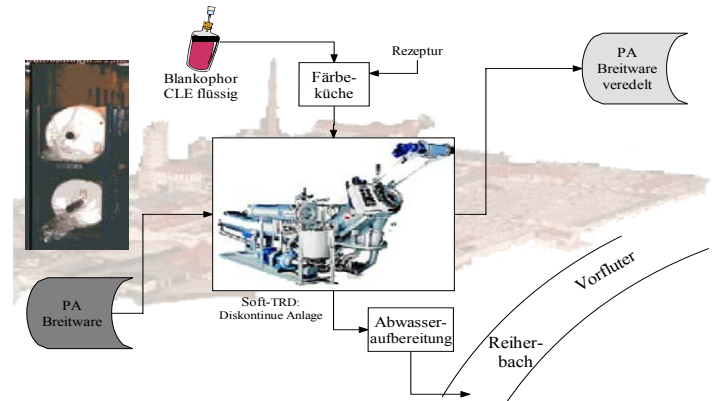 Blankophor
CLE flüssig
Rezeptur
Färbe-
küche
PA
Breitware
veredelt
PA
Breitware
Soft-TRD:
Diskontinue Anlage
Abwasser-
aufbereitung
Vorfluter
Reiher-
bach